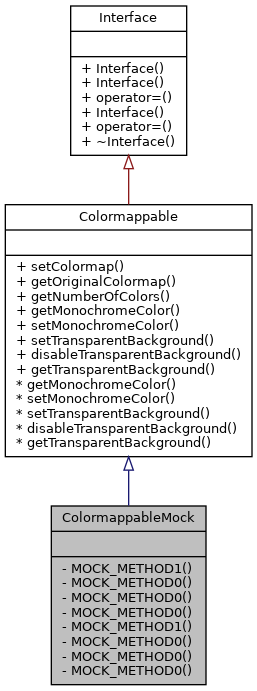 Interface
+ Interface()
+ Interface()
+ operator=()
+ Interface()
+ operator=()
+ ~Interface()
Colormappable
+ setColormap()
+ getOriginalColormap()
+ getNumberOfColors()
+ getMonochromeColor()
+ setMonochromeColor()
+ setTransparentBackground()
+ disableTransparentBackground()
+ getTransparentBackground()
* getMonochromeColor()
* setMonochromeColor()
* setTransparentBackground()
* disableTransparentBackground()
* getTransparentBackground()
ColormappableMock
- MOCK_METHOD1()
- MOCK_METHOD0()
- MOCK_METHOD0()
- MOCK_METHOD0()
- MOCK_METHOD1()
- MOCK_METHOD0()
- MOCK_METHOD0()
- MOCK_METHOD0()